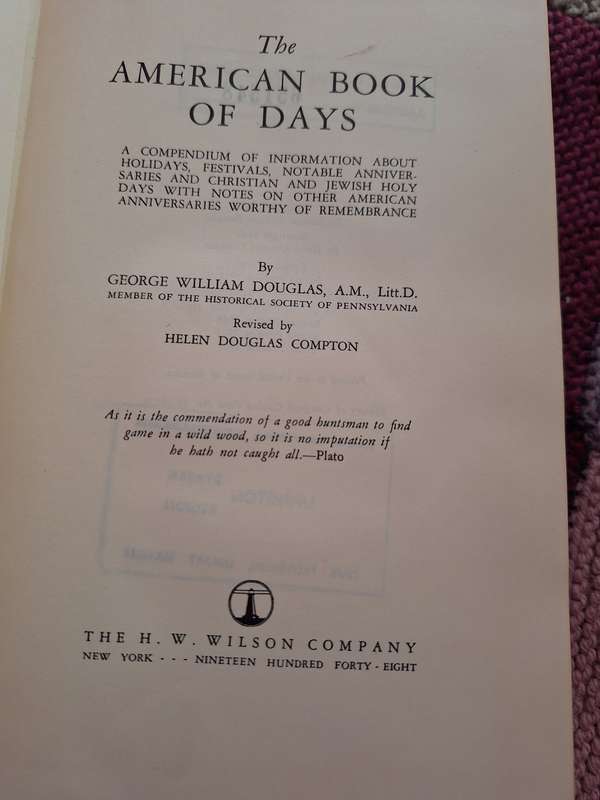 The
AMERICAN BOOK
OF DAYS
A COMPENDIUM OF INFORMATION ABOUT
HOLIDAYS, FESTIVALS, NOTABLE ANNIVER-
SARIES AND CHRISTIAN AND JEWISH HOLY
DAYS WITH NOTES ON OTHER AMERICAN
ANNIVERSARIES WORTHY OF REMEMBRANCE
By
GEORGE WILLIAM DOUGLAS, A.M., Litt.D.
MEMBER OF THE HISTORICAL SOCIETY OF PENNSYLVANIA
Revised by
HELEN DOUGLAS COMPTON
As it is the commendation of a good huntsman to find
game in a wild wood, so it is no imputation if
he hath not caught all.—Plato
THE H. W. WILSON COMPANY
NEW YORK - - - NINETEEN HUNDRED FORTY-EIGHT